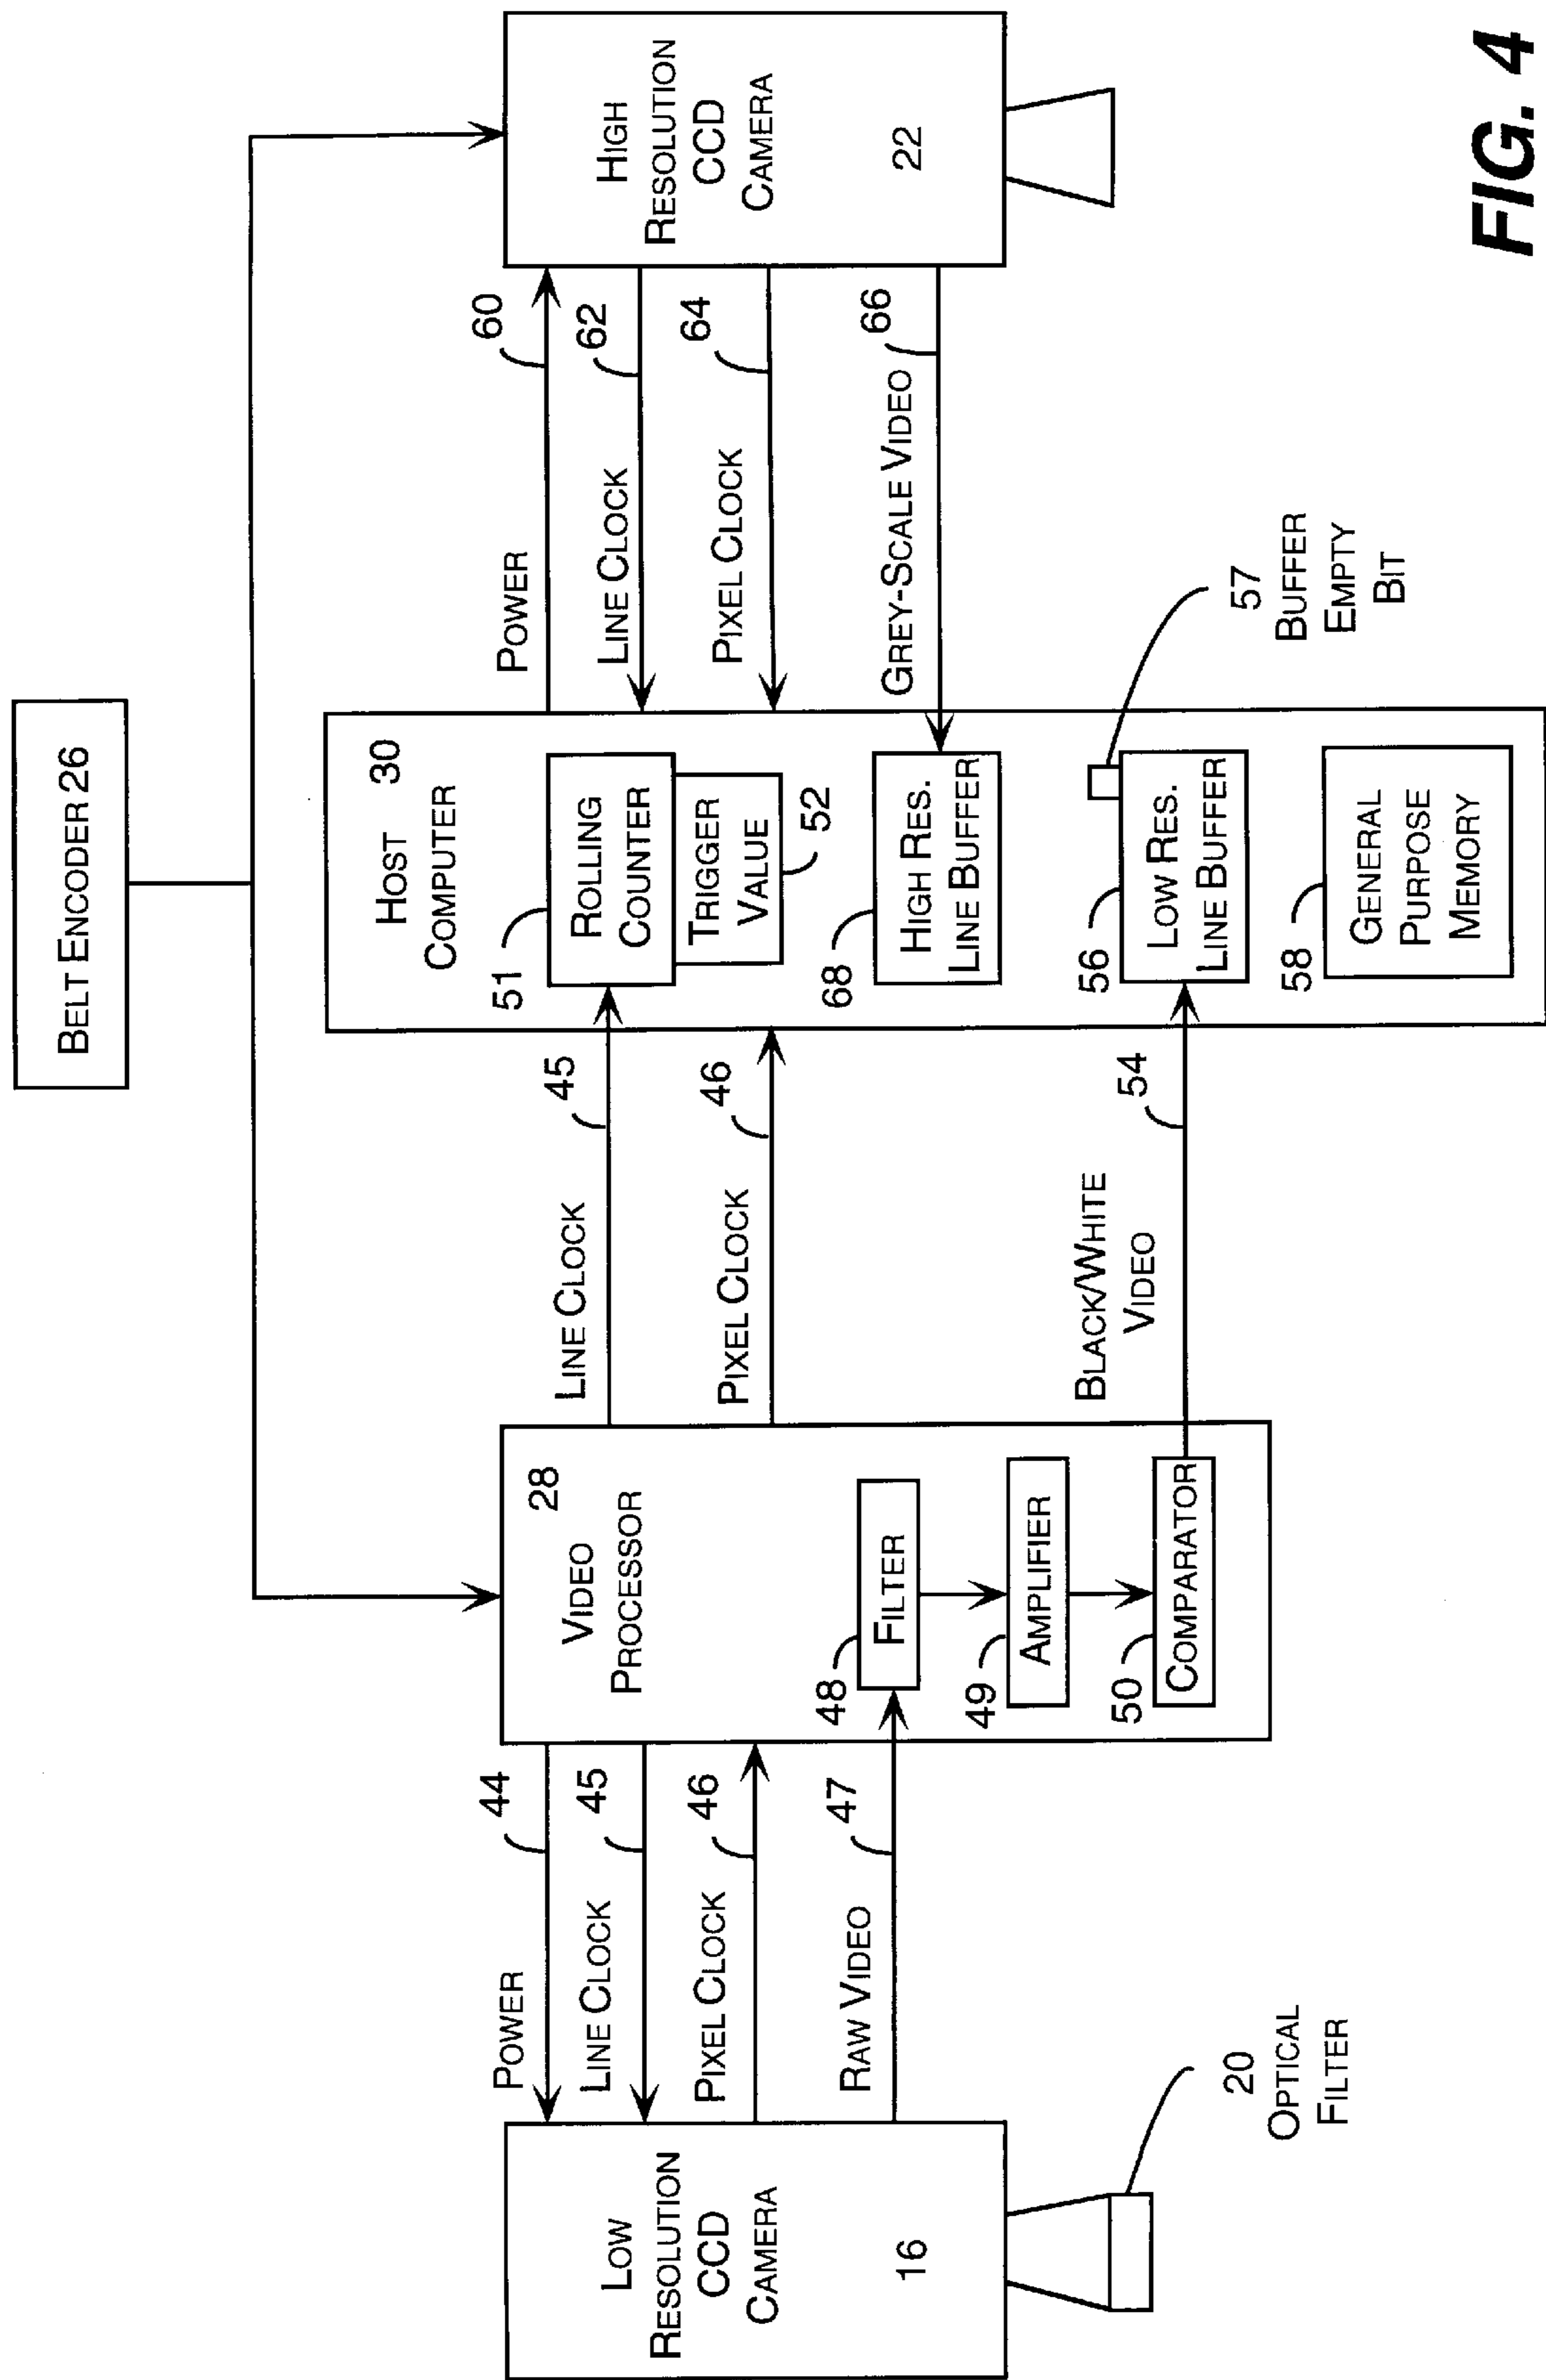 BELT ENCODER 26
LOW
RESOLUTION
CCD
CAMERA
16
20
OPTICAL
FILTER
POWER
44
LINE CLOCK
45
PIXEL CLOCK
46
RAW VIDEO
47
28
VIDEO
PROCESSOR
48
FILTER
49
AMPLIFIER
50
COMPARATOR
LINE CLOCK
45
PIXEL CLOCK
46
BLACK/WHITE
VIDEO
54
HOST 30
COMPUTER
51
ROLLING
COUNTER
TRIGGER
VALUE
52
68
HIGH RES.
LINE BUFFER
56
LOW RES.
LINE BUFFER
57
BUFFER
EMPTY
BIT
58
GENERAL
PURPOSE
MEMORY
POWER
60
LINE CLOCK
62
PIXEL CLOCK
64
GREY-SCALE VIDEO
66
HIGH
RESOLUTION
CCD
CAMERA
22
FIG. 4